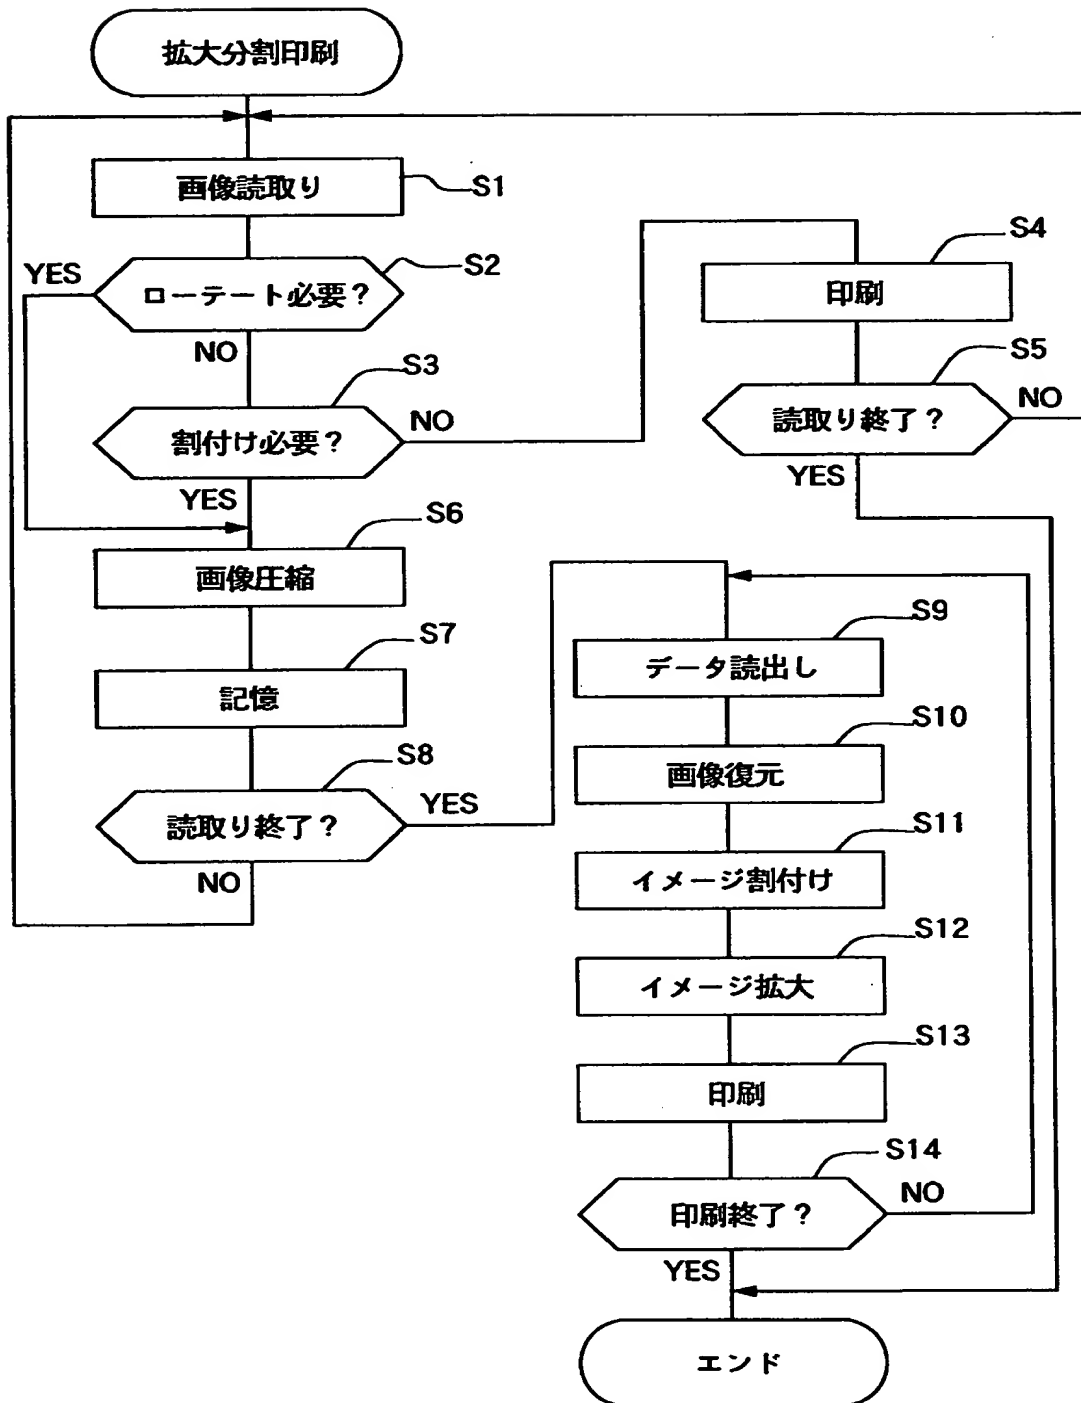 拡大分割印刷
画像読取り
S1
ローテート必要?
S2
YES
NO
割付け必要?
S3
NO
YES
印刷
S4
読取り終了?
S5
NO
YES
画像圧縮
S6
記憶
S7
読取り終了?
S8
YES
NO
データ読出し
S9
画像復元
S10
イメージ割付け
S11
イメージ拡大
S12
印刷
S13
印刷終了?
S14
NO
YES
エンド